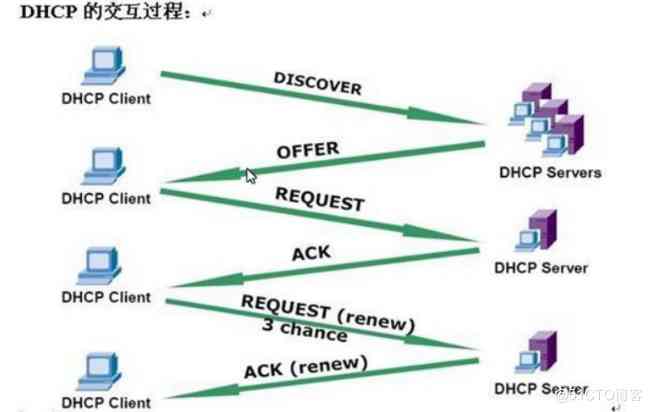 DHCP 的交互过程：
DHCP Client
DISCOVER
DHCP Servers
OFFER
DHCP Client
REQUEST
DHCP Server
ACK
DHCP Client
REQUEST (renew)
3 chance
DHCP Server
ACK (renew)
DHCP Client
@51CTO博客